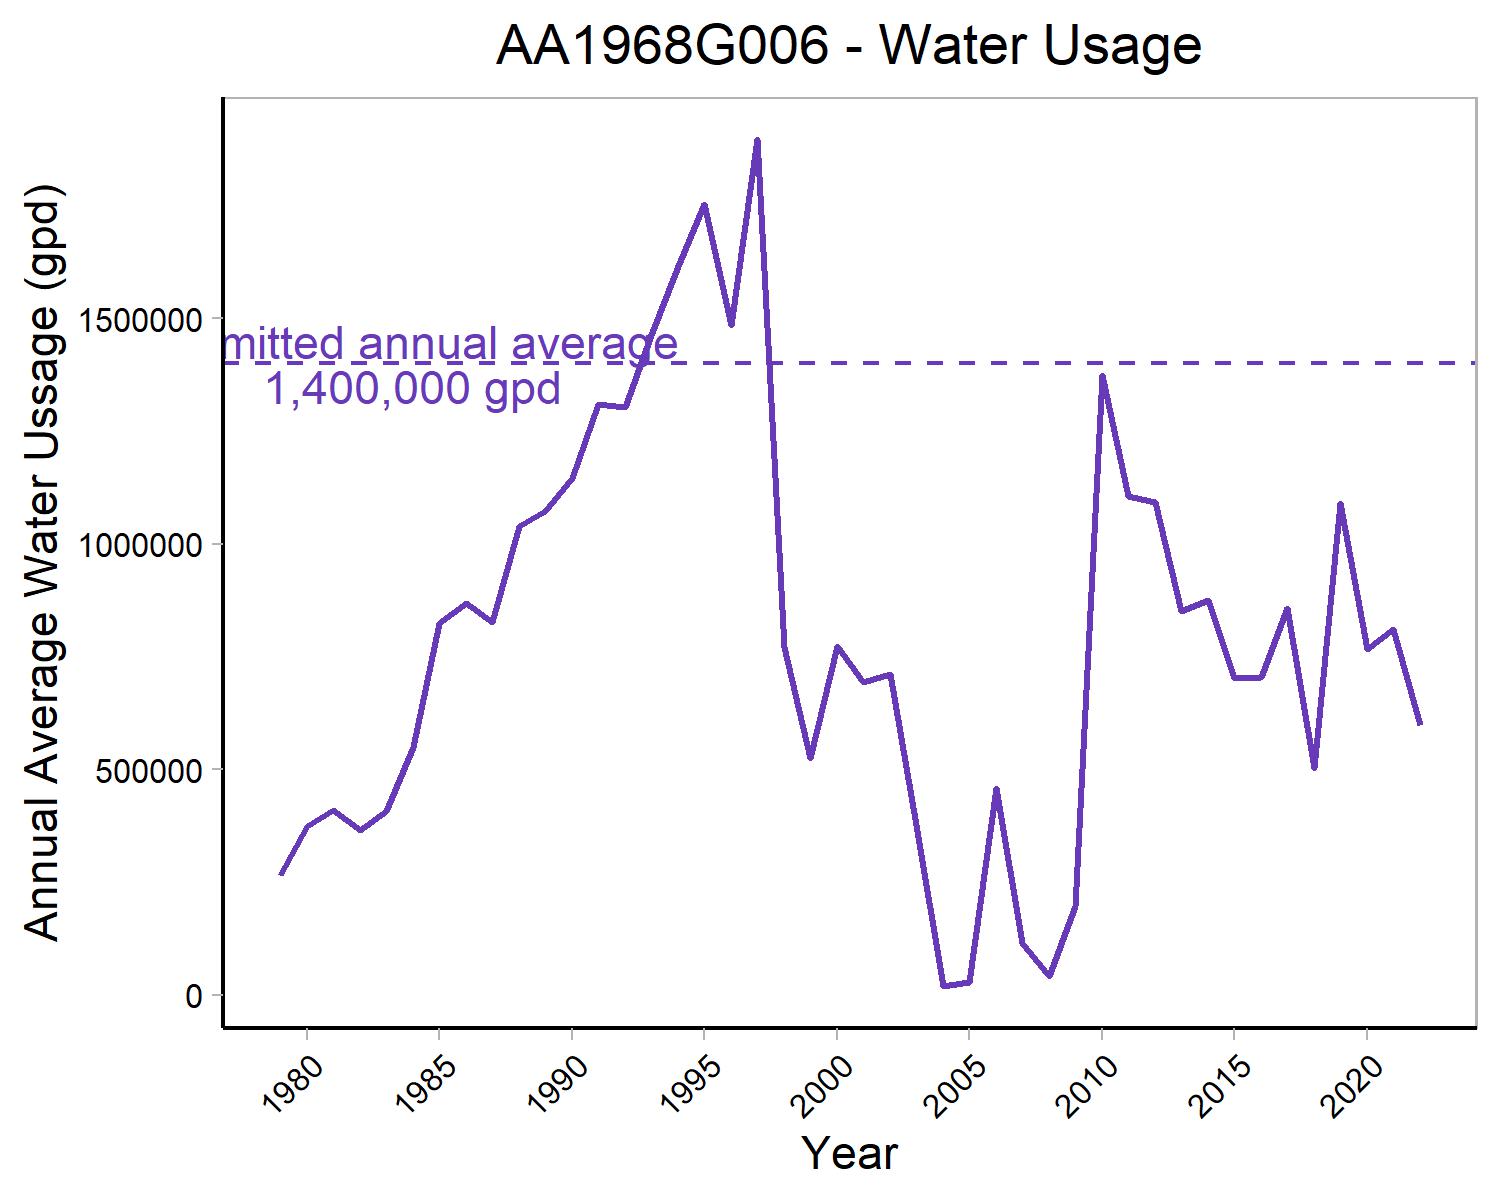 AA1968G006 - Water Usage
Annual Average Water Ussage (gpd)
1500000
1000000
500000
0
mitted annual average
1,400,000 gpd
1980
1985
1990
1995
2000
2005
2010
2015
2020
Year